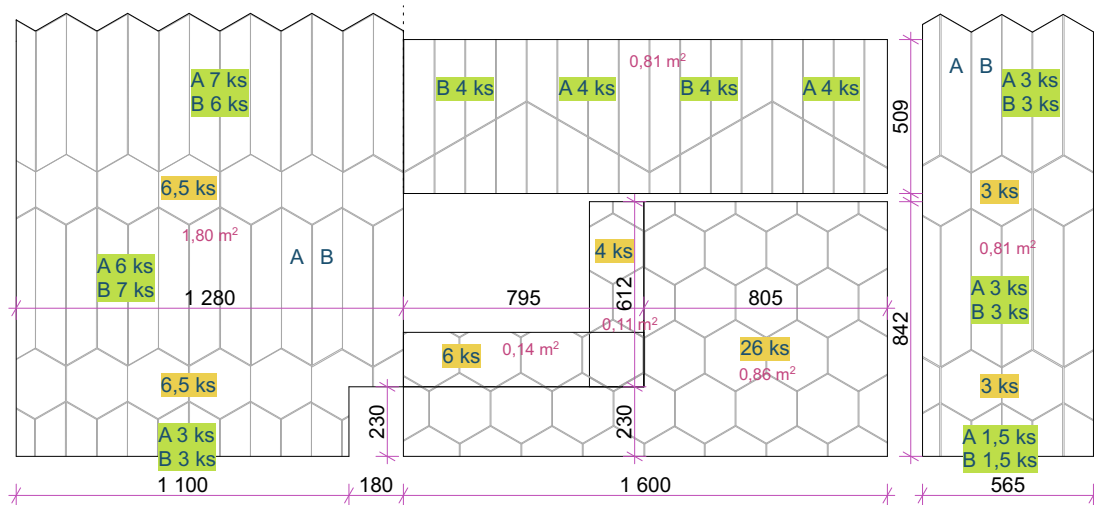 A 7 ks
B 6 ks
6,5 ks
1,80 m²
A B
A 6 ks
B 7 ks
1 280
6,5 ks
A 3 ks
B 3 ks
230
1 100
180
0,81 m²
B 4 ks
A 4 ks
B 4 ks
A 4 ks
509
4 ks
612
795
805
0,11 m²
6 ks
0,14 m²
26 ks
0,86 m²
842
230
1 600
A B
A 3 ks
B 3 ks
3 ks
0,81 m²
A 3 ks
B 3 ks
3 ks
A 1,5 ks
B 1,5 ks
565